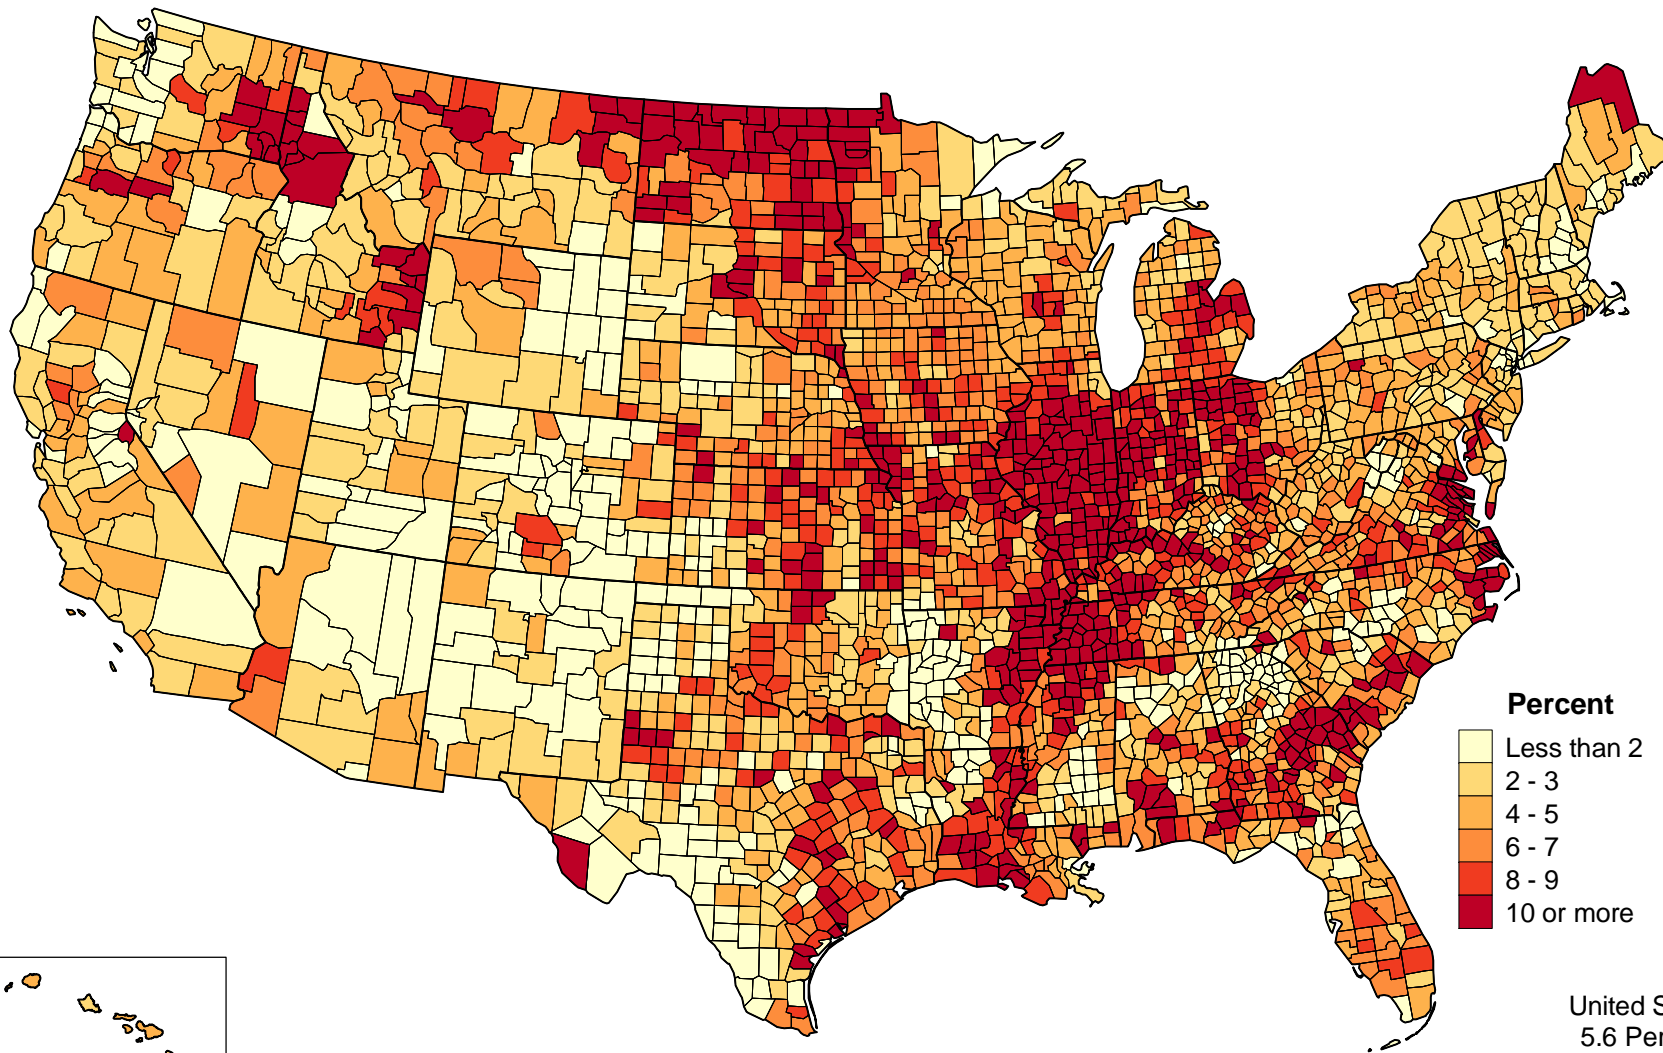 Percent
Less than 2
2 - 3
4 - 5
6 - 7
8 - 9
10 or more
United S
5.6 Per